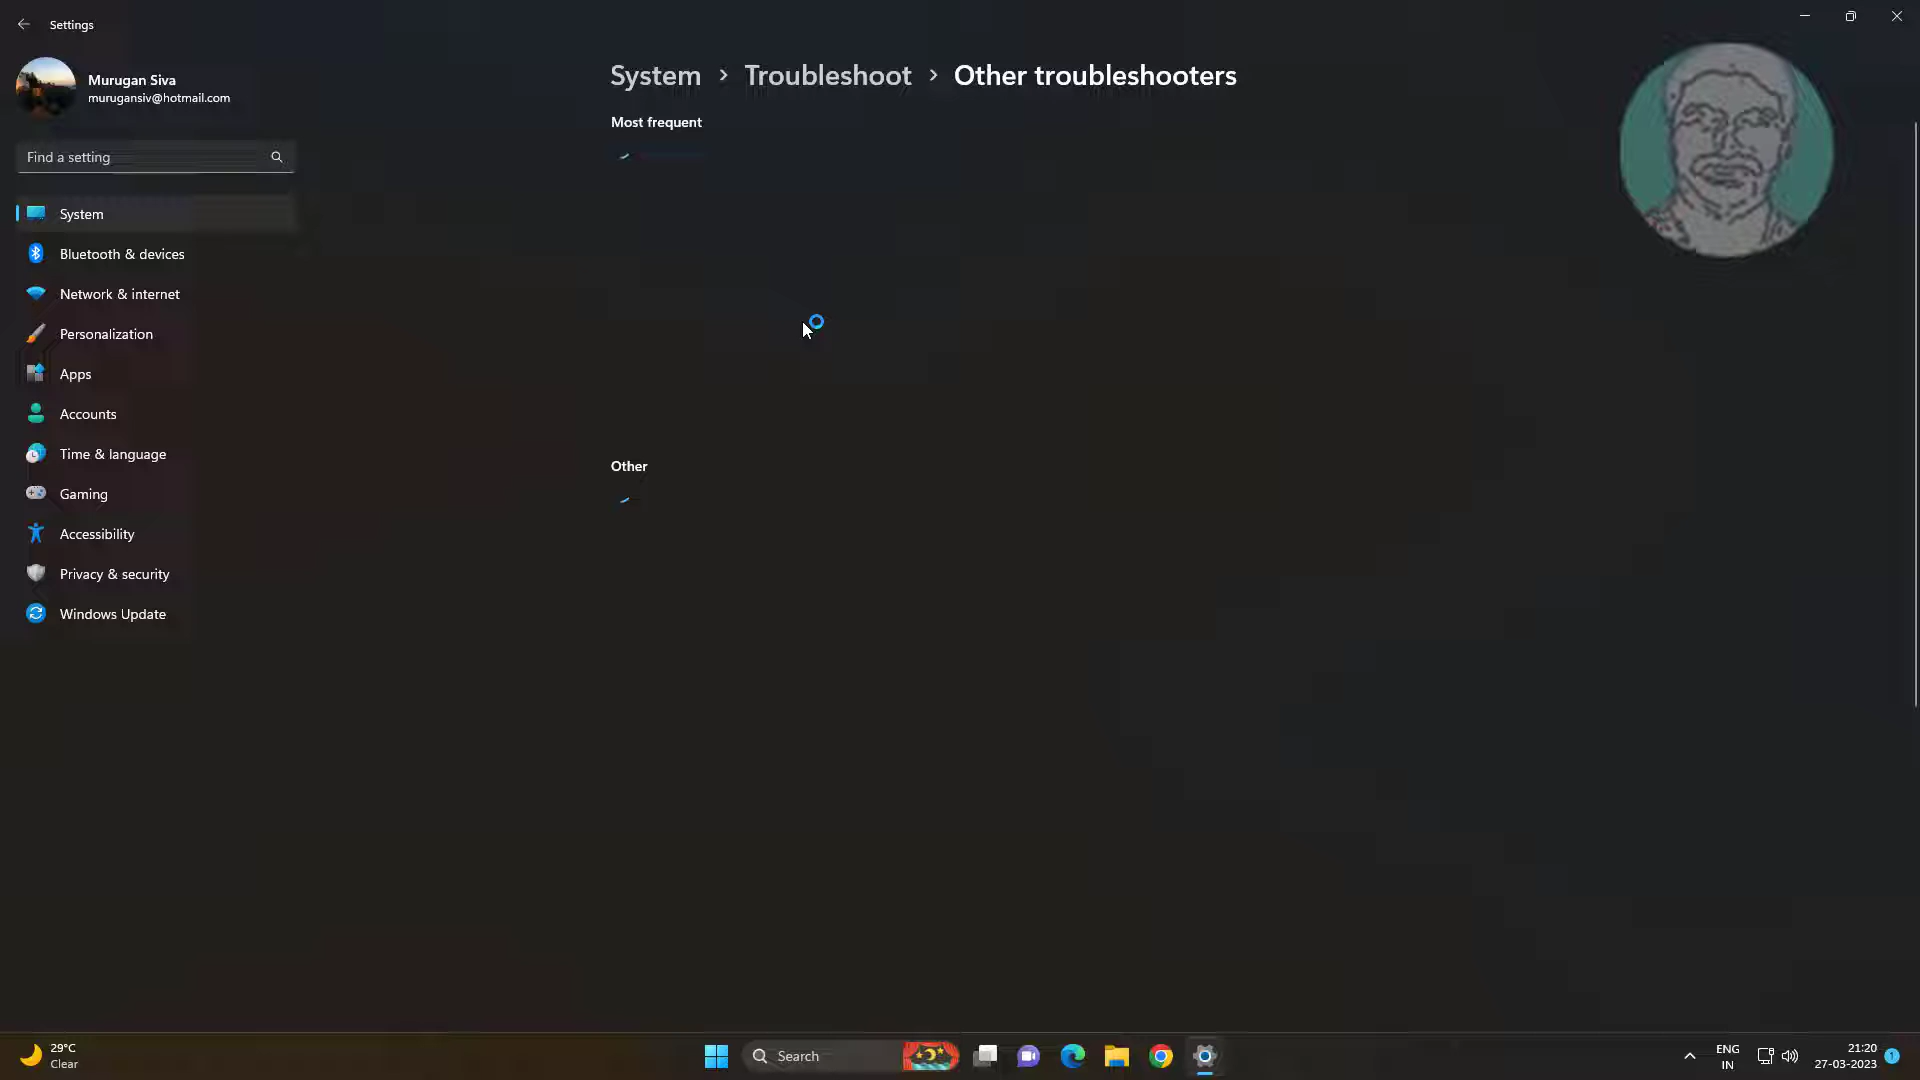 Settings
Murugan Siva
murugansiv@hotmail.com
Find a setting
System
Bluetooth & devices
Network & internet
Personalization
Apps
Accounts
Time & language
Gaming
Accessibility
Privacy & security
Windows Update
System > Troubleshoot > Other troubleshooters
Most frequent
Other
29°C
Clear
Search
ENG
IN
21:20
27-03-2023
1